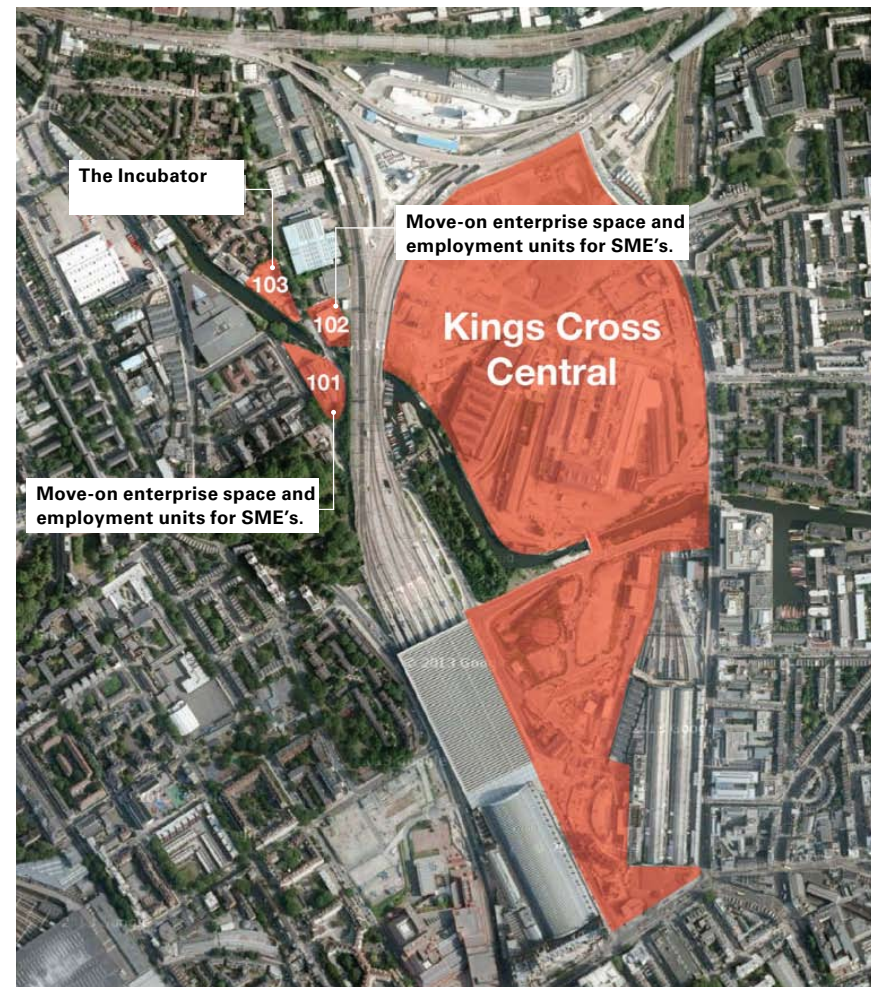 The Incubator
Move-on enterprise space and
employment units for SME's.
103
102
Kings Cross
Central
101
Move-on enterprise space and
employment units for SME's.
© 2013 Goo